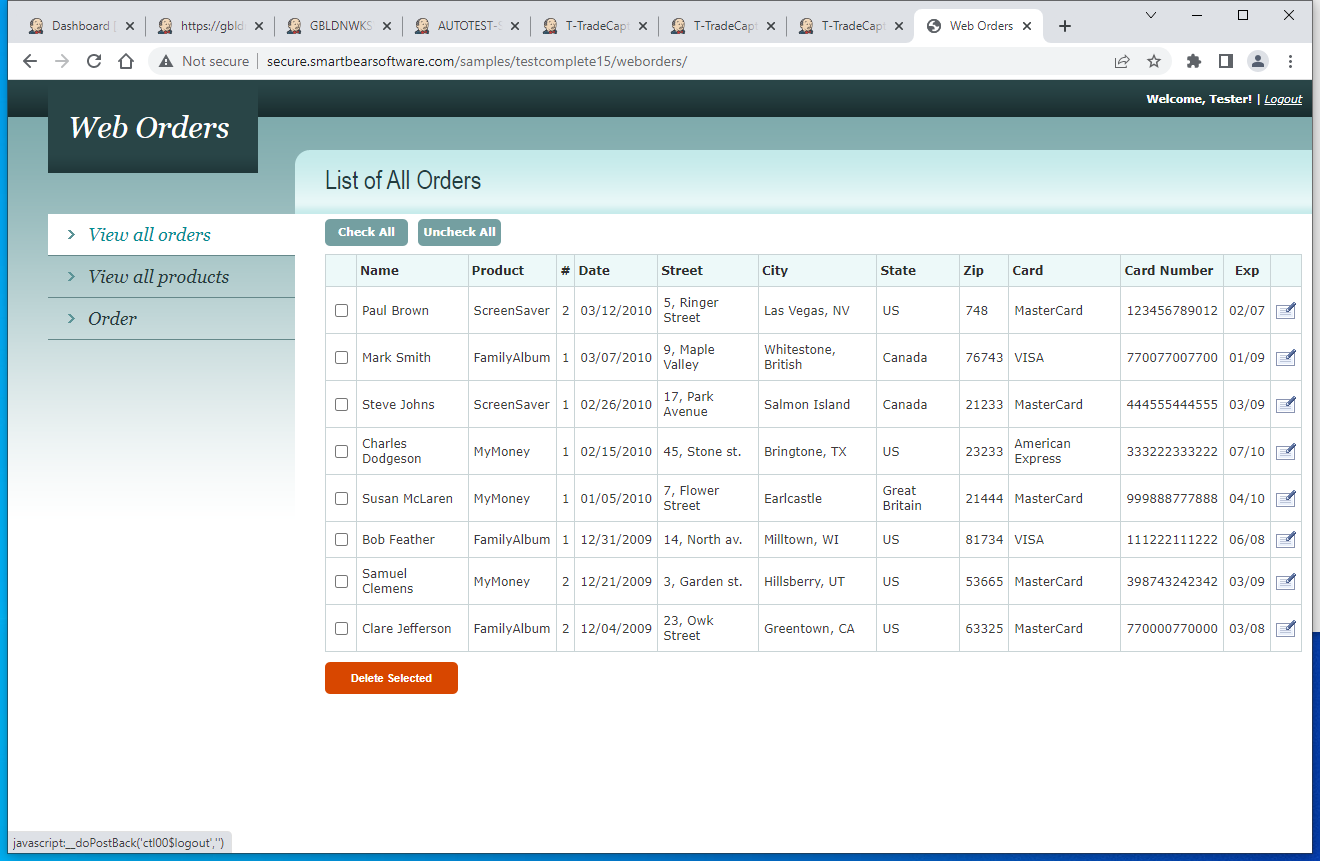 Dashboard [
https://gbld
GBLDNWKS
AUTOTEST-S
T-TradeCapt
T-TradeCapt
T-TradeCapt
Web Orders
Not secure
secure.smartbearsoftware.com/samples/testcomplete15/weborders/
Welcome, Tester! | Logout
Web Orders
List of All Orders
View all orders
View all products
Order
Check All Uncheck All
Name Product # Date Street City State Zip Card Card Number Exp
Paul Brown ScreenSaver 2 03/12/2010 5, Ringer Street Las Vegas, NV US 748 MasterCard 123456789012 02/07
Mark Smith FamilyAlbum 1 03/07/2010 9, Maple Valley Whitestone, British Canada 76743 VISA 770077007700 01/09
Steve Johns ScreenSaver 1 02/26/2010 17, Park Avenue Salmon Island Canada 21233 MasterCard 444555444555 03/09
Charles Dodgeson MyMoney 1 02/15/2010 45, Stone st. Bringtone, TX US 23233 American Express 333222333222 07/10
Susan McLaren MyMoney 1 01/05/2010 7, Flower Street Earlcastle Great Britain 21444 MasterCard 999888777888 04/10
Bob Feather FamilyAlbum 1 12/31/2009 14, North av. Milltown, WI US 81734 VISA 111222111222 06/08
Samuel Clemens MyMoney 2 12/21/2009 3, Garden st. Hillsberry, UT US 53665 MasterCard 398743242342 03/09
Clare Jefferson FamilyAlbum 2 12/04/2009 23, Owk Street Greentown, CA US 63325 MasterCard 770000770000 03/08
Delete Selected
javascript:__doPostBack('ctl00$logout','')